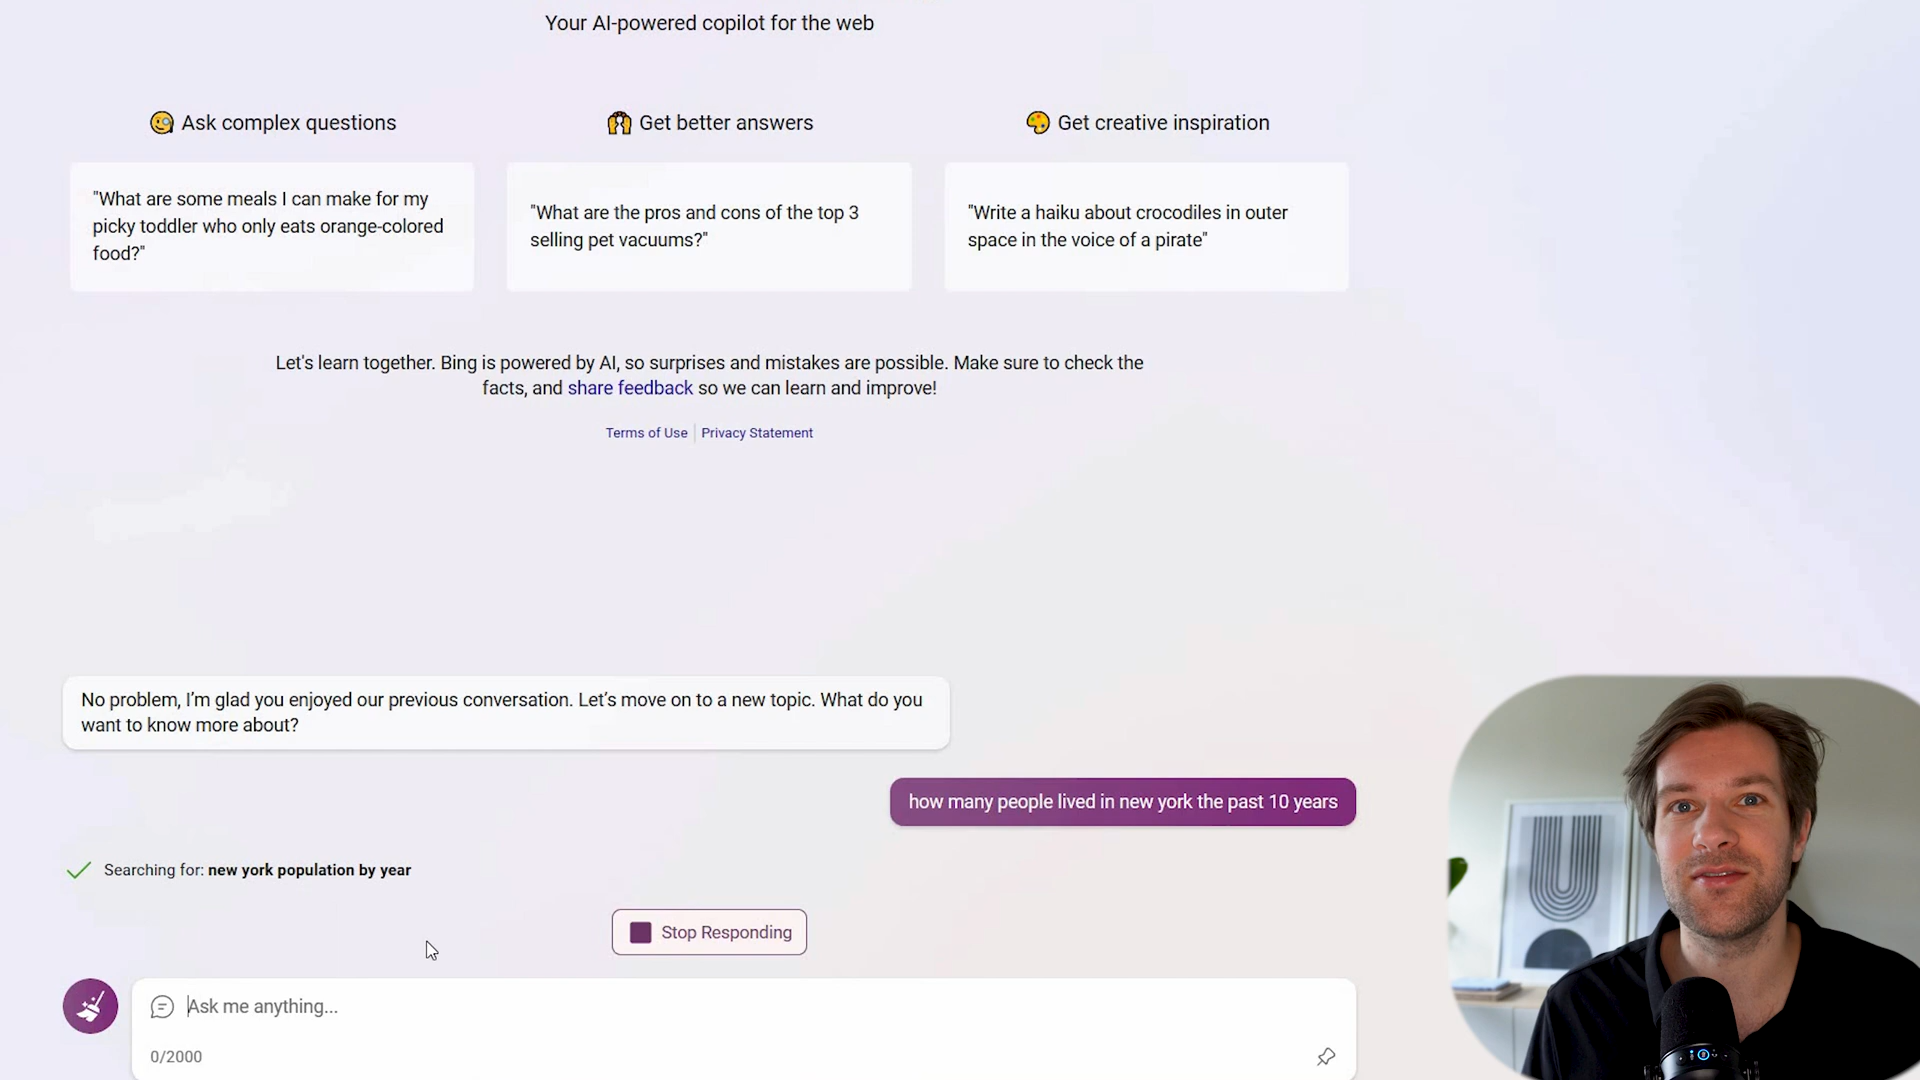 Your AI-powered copilot for the web
🧐 Ask complex questions
🙌 Get better answers
🎨 Get creative inspiration
"What are some meals I can make for my
picky toddler who only eats orange-colored
food?"
"What are the pros and cons of the top 3
selling pet vacuums?"
"Write a haiku about crocodiles in outer
space in the voice of a pirate"
Let's learn together. Bing is powered by AI, so surprises and mistakes are possible. Make sure to check the
facts, and share feedback so we can learn and improve!
Terms of Use | Privacy Statement
No problem, I’m glad you enjoyed our previous conversation. Let’s move on to a new topic. What do you
want to know more about?
how many people lived in new york the past 10 years
Searching for: new york population by year
Stop Responding
Ask me anything...
0/2000